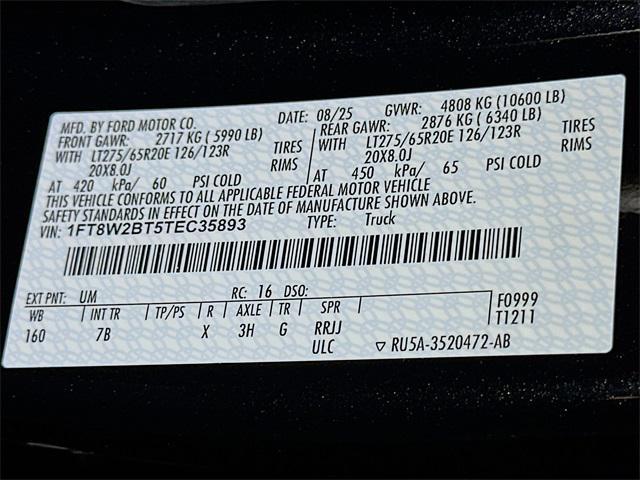 MFD. BY FORD MOTOR CO. DATE: 08/25 GVWR: 4808 KG (10600 LB)
FRONT GAWR: 2717 KG ( 5990 LB) REAR GAWR: 2876 KG ( 6340 LB)
WITH LT275/65R20E 126/123R TIRES WITH LT275/65R20E 126/123R TIRES
20X8.0J RIMS 20X8.0J RIMS
AT 420 kPa/ 60 PSI COLD AT 450 kPa/ 65 PSI COLD
THIS VEHICLE CONFORMS TO ALL APPLICABLE FEDERAL MOTOR VEHICLE
SAFETY STANDARDS IN EFFECT ON THE DATE OF MANUFACTURE SHOWN ABOVE.
VIN: 1FT8W2BT5TEC35893 TYPE: Truck
EXT PNT: UM RC: 16 DSO:
WB INT TR TP/PS R AXLE TR SPR F0999
160 7B X 3H G RRJJ T1211
ULC ▽ RU5A-3520472-AB